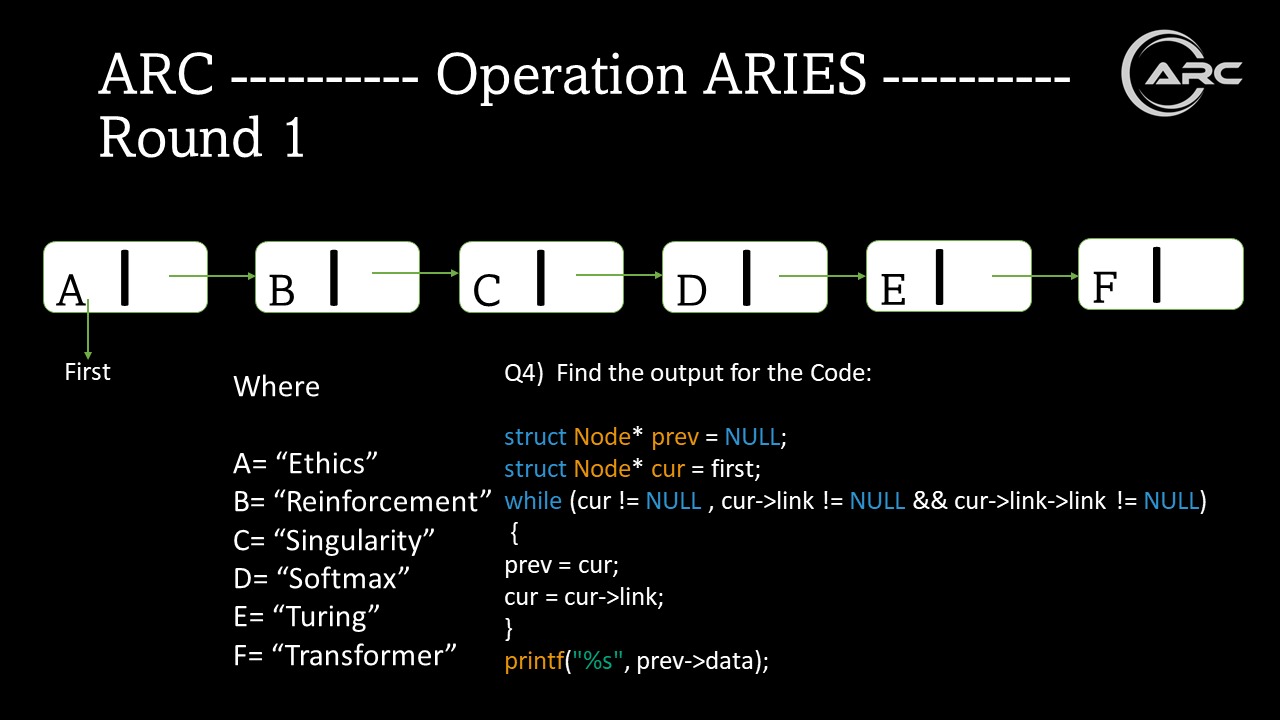 ARC ---------- Operation ARIES ----------
Round 1
ARC
A
B
C
D
E
F
First
Where
A= “Ethics”
B= “Reinforcement”
C= “Singularity”
D= “Softmax”
E= “Turing”
F= “Transformer”
Q4)  Find the output for the Code:
struct Node* prev = NULL;
struct Node* cur = first;
while (cur != NULL , cur->link != NULL && cur->link->link != NULL)
{
prev = cur;
cur = cur->link;
}
printf("%s", prev->data);